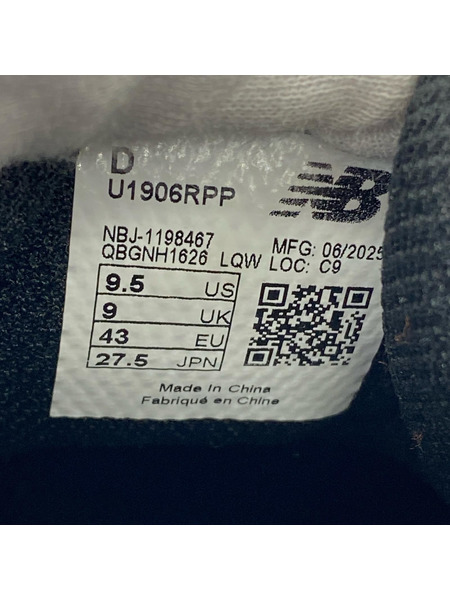 D
U1906RPP
NB
NBJ-1198467
QBGNH1626 LQW
MFG: 06/2025
LOC: C9
9.5 US
9 UK
43 EU
27.5 JPN
Made in China
Fabriqué en Chine